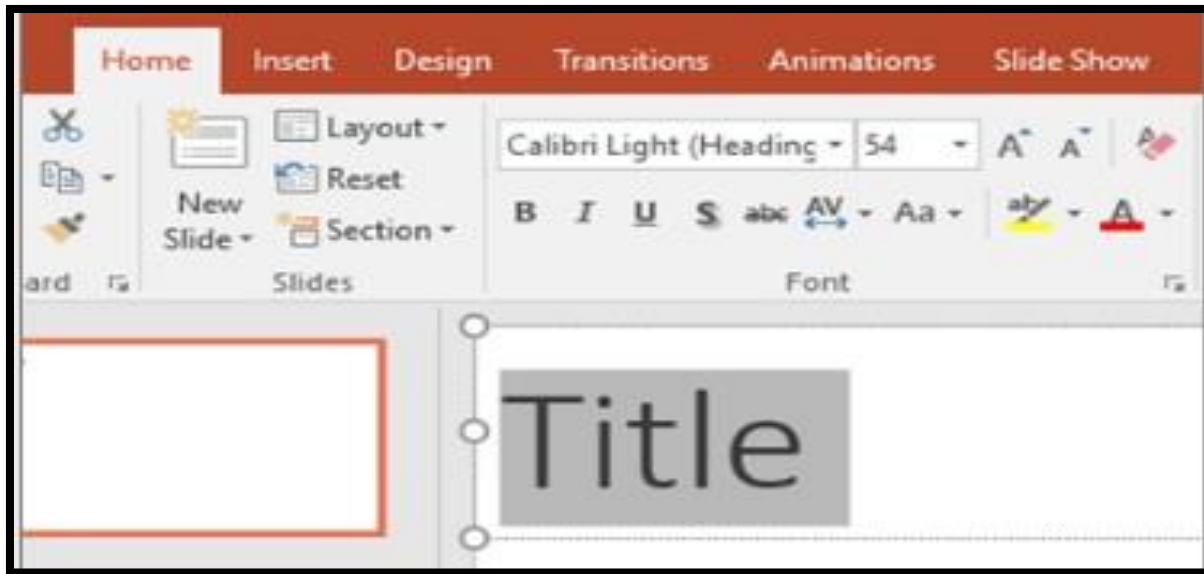 Home Insert Design Transitions Animations Slide Show
Layout
Calibri Light (Heading 54 A A
Reset
New
Slide
B I U S abc AV Aa aby A
Section
ard Slides Font
Title